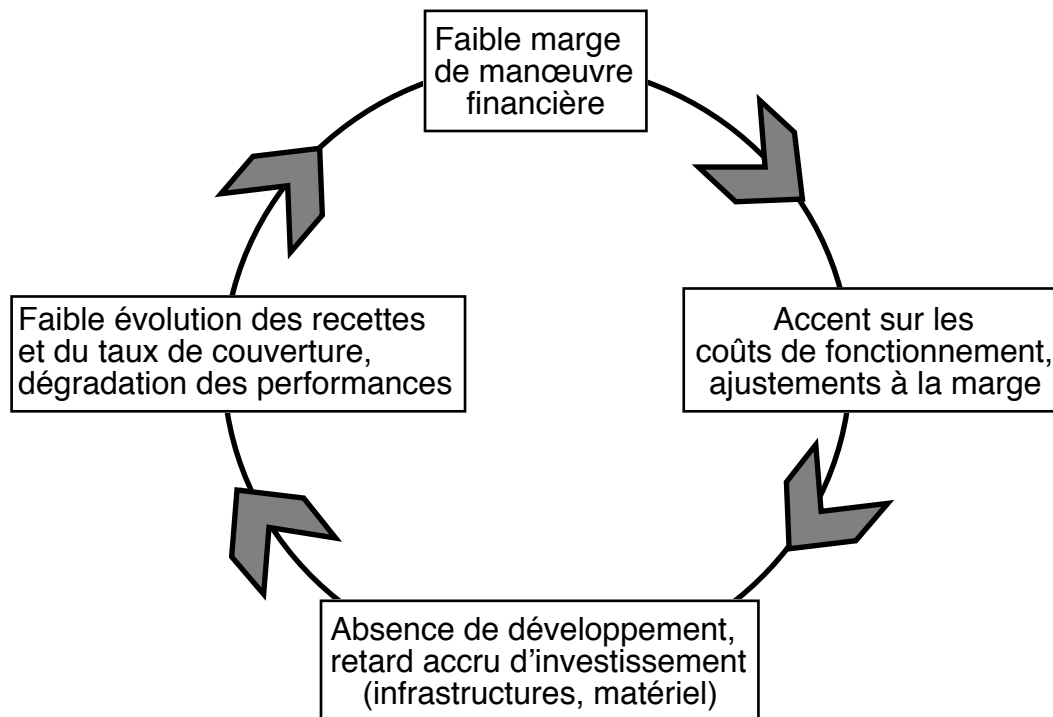 Faible marge
de manœuvre
financière
Accent sur les
coûts de fonctionnement,
ajustements à la marge
Absence de développement,
retard accru d'investissement
(infrastructures, matériel)
Faible évolution des recettes
et du taux de couverture,
dégradation des performances